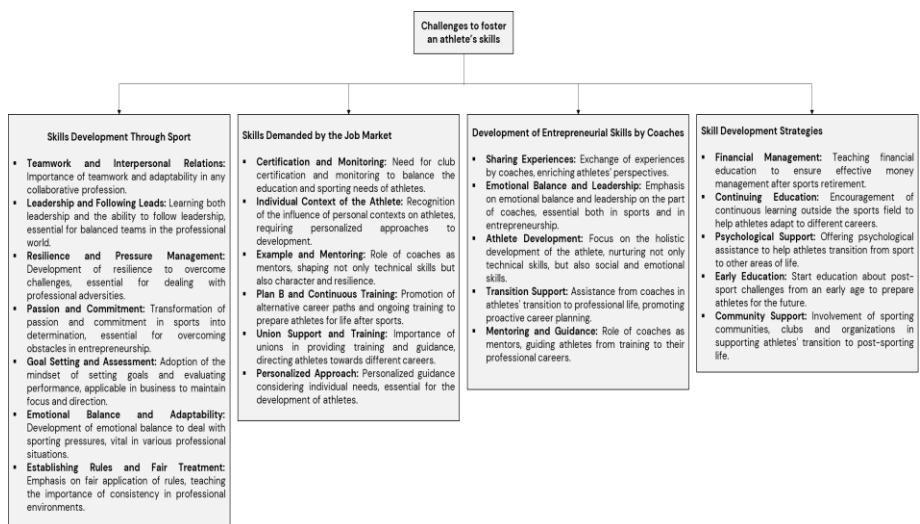 Challenges to foster
an athlete's skills
Skills Development Through Sport
▪ Teamwork and Interpersonal Relations:
Importance of teamwork and adaptability in any
collaborative profession.
▪ Leadership and Following Leads: Learning both
leadership and the ability to follow leadership,
essential for balanced teams in the professional
world.
▪ Resilience and Pressure Management:
Development of resilience to overcome
challenges, essential for dealing with
professional adversities.
▪ Passion and Commitment: Transformation of
passion and commitment in sports into
determination, essential for overcoming
obstacles in entrepreneurship.
▪ Goal Setting and Assessment: Adoption of the
mindset of setting goals and evaluating
performance, applicable in business to maintain
focus and direction.
▪ Emotional Balance and Adaptability:
Development of emotional balance to deal with
sporting pressures, vital in various professional
situations.
▪ Establishing Rules and Fair Treatment:
Emphasis on fair application of rules, teaching
the importance of consistency in professional
environments.
Skills Demanded by the Job Market
▪ Certification and Monitoring: Need for club
certification and monitoring to balance the
education and sporting needs of athletes.
▪ Individual Context of the Athlete: Recognition
of the influence of personal contexts on athletes,
requiring personalized approaches to
development.
▪ Example and Mentoring: Role of coaches as
mentors, shaping not only technical skills but
also character and resilience.
▪ Plan B and Continuous Training: Promotion of
alternative career paths and ongoing training to
prepare athletes for life after sports.
▪ Union Support and Training: Importance of
unions in providing training and guidance,
directing athletes towards different careers.
▪ Personalized Approach: Personalized guidance
considering individual needs, essential for the
development of athletes.
Development of Entrepreneurial Skills by Coaches
▪ Sharing Experiences: Exchange of experiences
by coaches, enriching athletes' perspectives.
▪ Emotional Balance and Leadership: Emphasis
on emotional balance and leadership on the part
of coaches, essential both in sports and in
entrepreneurship.
▪ Athlete Development: Focus on the holistic
development of the athlete, nurturing not only
technical skills, but also social and emotional
skills.
▪ Transition Support: Assistance from coaches in
athletes' transition to professional life, promoting
proactive career planning.
▪ Mentoring and Guidance: Role of coaches as
mentors, guiding athletes from training to their
professional careers.
Skill Development Strategies
▪ Financial Management: Teaching financial
education to ensure effective money
management after sports retirement.
▪ Continuing Education: Encouragement of
continuous learning outside the sports field to
help athletes adapt to different careers.
▪ Psychological Support: Offering psychological
assistance to help athletes transition from sport
to other areas of life.
▪ Early Education: Start education about post-
sport challenges from an early age to prepare
athletes for the future.
▪ Community Support: Involvement of sporting
communities, clubs and organizations in
supporting athletes' transition to post-sporting
life.